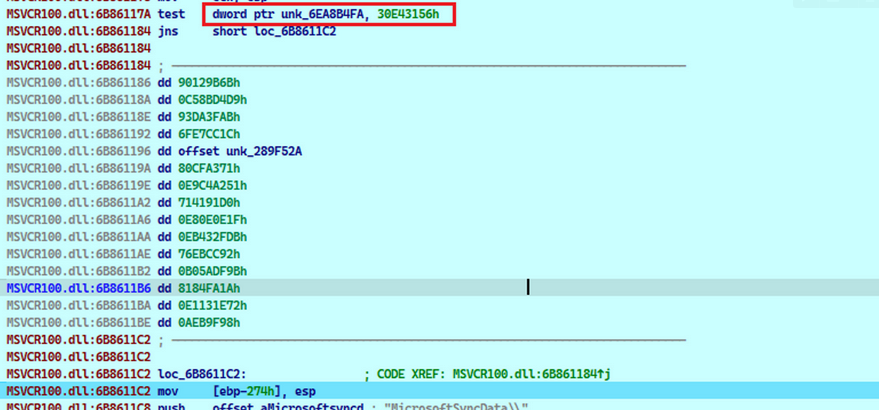 MSVCR100.dll:6B86117A test dword ptr unk_6EA8B4FA, 30E43156h
MSVCR100.dll:6B861184 jns short loc_6B8611C2
MSVCR100.dll:6B861184
MSVCR100.dll:6B861184 ;
MSVCR100.dll:6B861186 dd 90129B6Bh
MSVCR100.dll:6B86118A dd 0C58BD4D9h
MSVCR100.dll:6B86118E dd 93DA3FABh
MSVCR100.dll:6B861192 dd 6FE7CC1Ch
MSVCR100.dll:6B861196 dd offset unk_289F52A
MSVCR100.dll:6B86119A dd 80CFA371h
MSVCR100.dll:6B86119E dd 0E9C4A251h
MSVCR100.dll:6B8611A2 dd 714191D0h
MSVCR100.dll:6B8611A6 dd 0E80E0E1Fh
MSVCR100.dll:6B8611AA dd 0EB432FDBh
MSVCR100.dll:6B8611AE dd 76EBCC92h
MSVCR100.dll:6B8611B2 dd 0B05ADF9Bh
MSVCR100.dll:6B8611B6 dd 8184FA1Ah
MSVCR100.dll:6B8611BA dd 0E1131E72h
MSVCR100.dll:6B8611BE dd 0AEB9F98h
MSVCR100.dll:6B8611C2 ;
MSVCR100.dll:6B8611C2
MSVCR100.dll:6B8611C2 loc_6B8611C2: ; CODE XREF: MSVCR100.dll:6B861184↑j
MSVCR100.dll:6B8611C2 mov [ebp-274h], esp
MSVCR100.dll:6B8611C8 push offset aMicrosoftsyncd ; "MicrosoftSyncData\\"